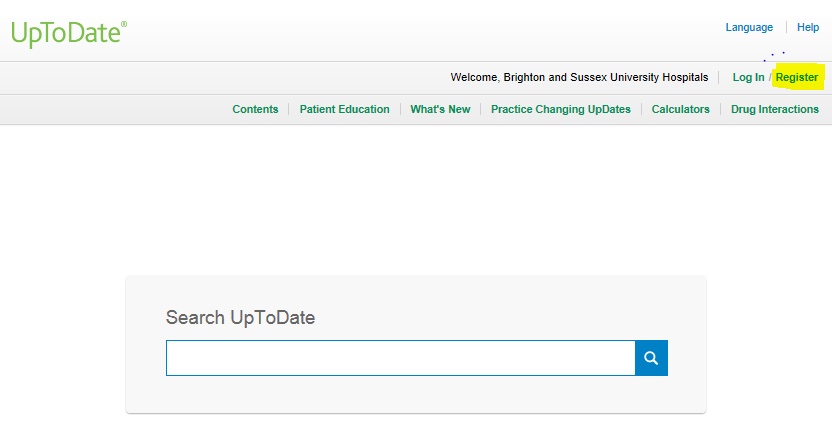 UpToDate®
Language | Help
Welcome, Brighton and Sussex University Hospitals | Log In / Register
Contents | Patient Education | What's New | Practice Changing UpDates | Calculators | Drug Interactions
Search UpToDate